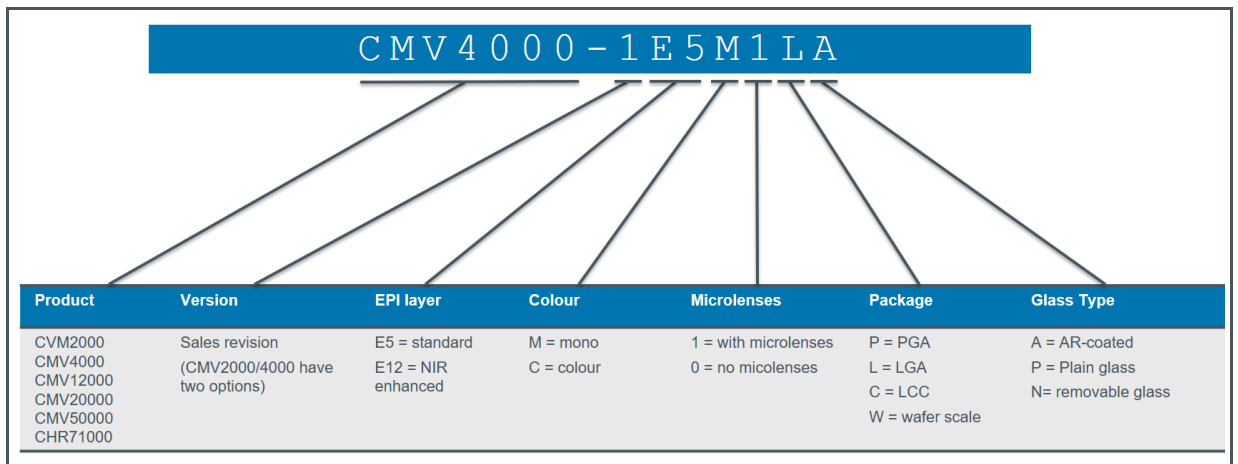 CMV4000-1E5M1LA
Product Version EPI layer Colour Microlenses Package Glass Type
CVM2000
CMV4000
CMV12000
CMV20000
CMV50000
CHR71000
Sales revision
(CMV2000/4000 have
two options)
E5 = standard
E12 = NIR
enhanced
M = mono
C = colour
1 = with microlenses
0 = no micolenses
P = PGA
L = LGA
C = LCC
W = wafer scale
A = AR-coated
P = Plain glass
N= removable glass